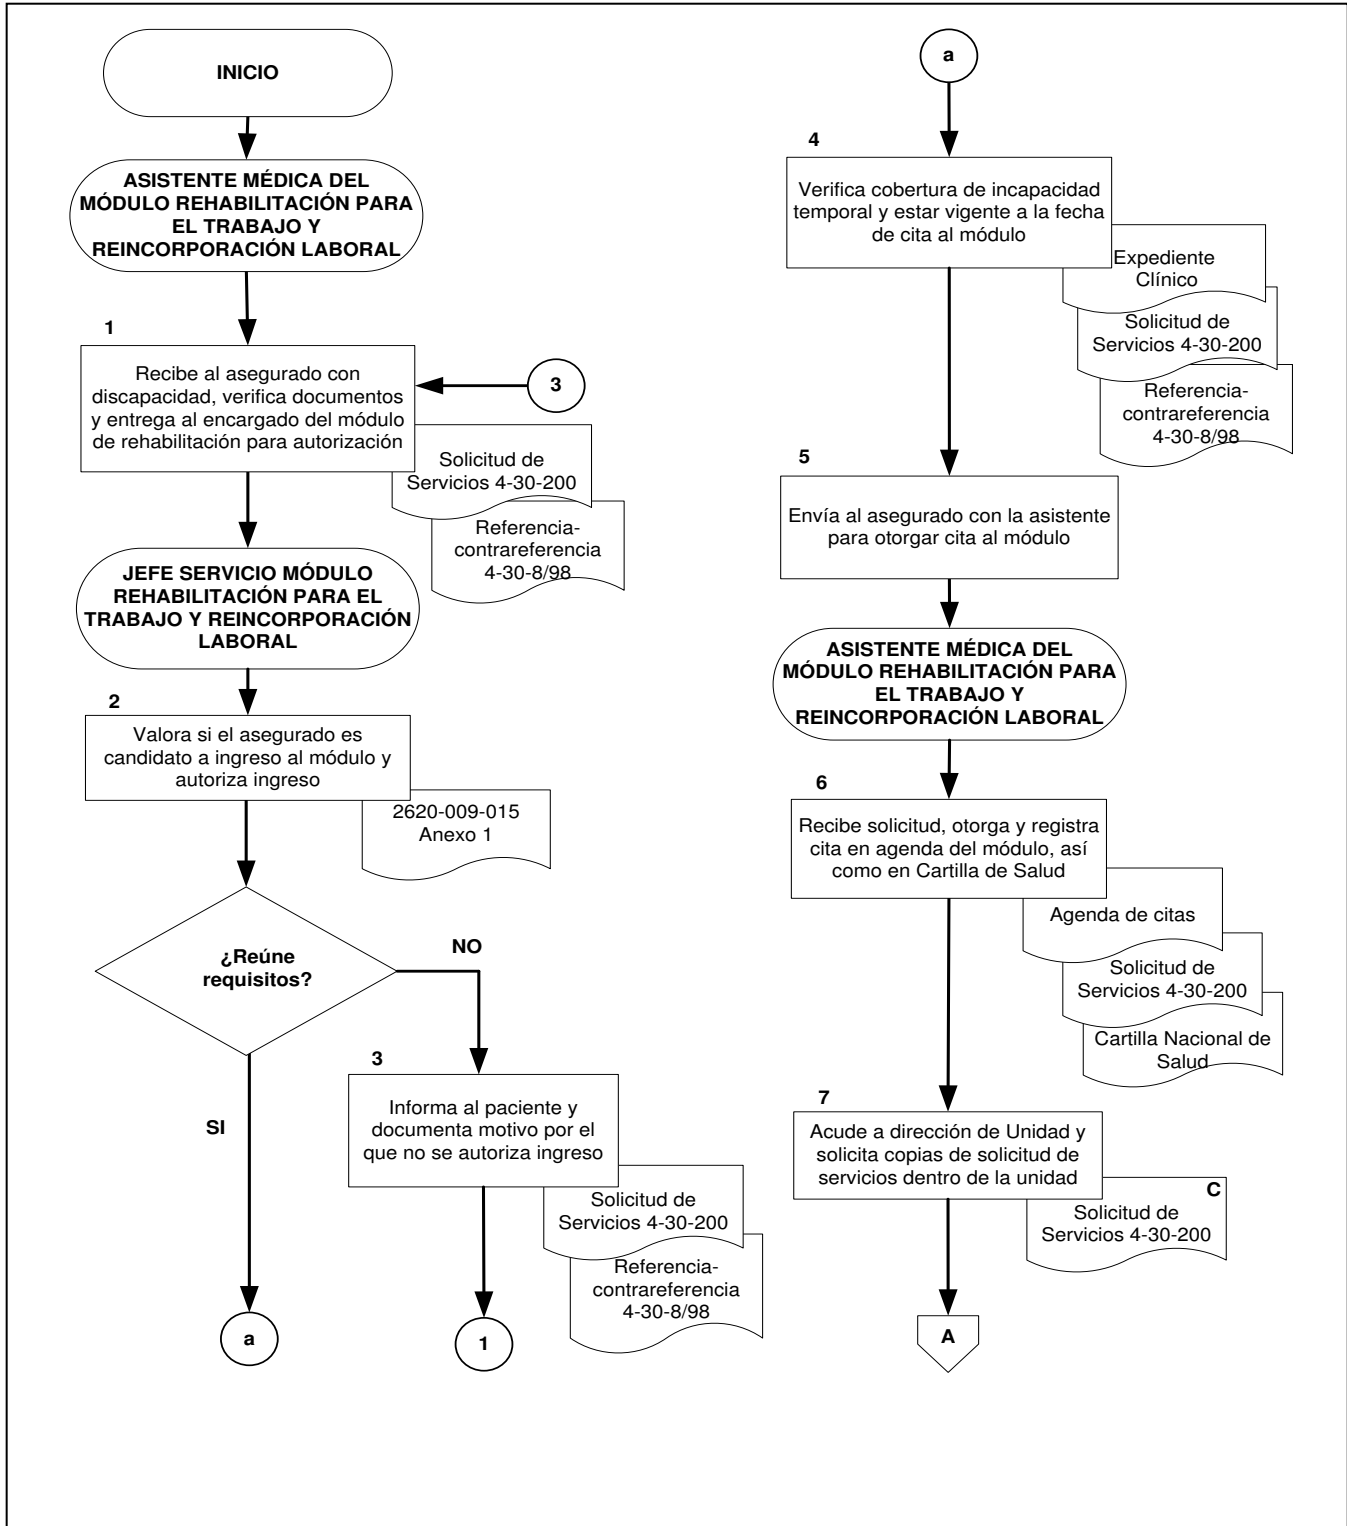 INICIO
ASISTENTE MÉDICA DEL
MÓDULO REHABILITACIÓN PARA
EL TRABAJO Y
REINCORPORACIÓN LABORAL
1
Recibe al asegurado con
discapacidad, verifica documentos
y entrega al encargado del módulo
de rehabilitación para autorización
3
Solicitud de
Servicios 4-30-200
Referencia-
contrareferencia
4-30-8/98
JEFE SERVICIO MÓDULO
REHABILITACIÓN PARA EL
TRABAJO Y REINCORPORACIÓN
LABORAL
2
Valora si el asegurado es
candidato a ingreso al módulo y
autoriza ingreso
2620-009-015
Anexo 1
¿Reúne
requisitos?
NO
SI
3
Informa al paciente y
documenta motivo por el
que no se autoriza ingreso
Solicitud de
Servicios 4-30-200
Referencia-
contrareferencia
4-30-8/98
a
1
a
4
Verifica cobertura de incapacidad
temporal y estar vigente a la fecha
de cita al módulo
Expediente
Clínico
Solicitud de
Servicios 4-30-200
Referencia-
contrareferencia
4-30-8/98
5
Envía al asegurado con la asistente
para otorgar cita al módulo
ASISTENTE MÉDICA DEL
MÓDULO REHABILITACIÓN PARA
EL TRABAJO Y
REINCORPORACIÓN LABORAL
6
Recibe solicitud, otorga y registra
cita en agenda del módulo, así
como en Cartilla de Salud
Agenda de citas
Solicitud de
Servicios 4-30-200
Cartilla Nacional de
Salud
7
Acude a dirección de Unidad y
solicita copias de solicitud de
servicios dentro de la unidad
C
Solicitud de
Servicios 4-30-200
A